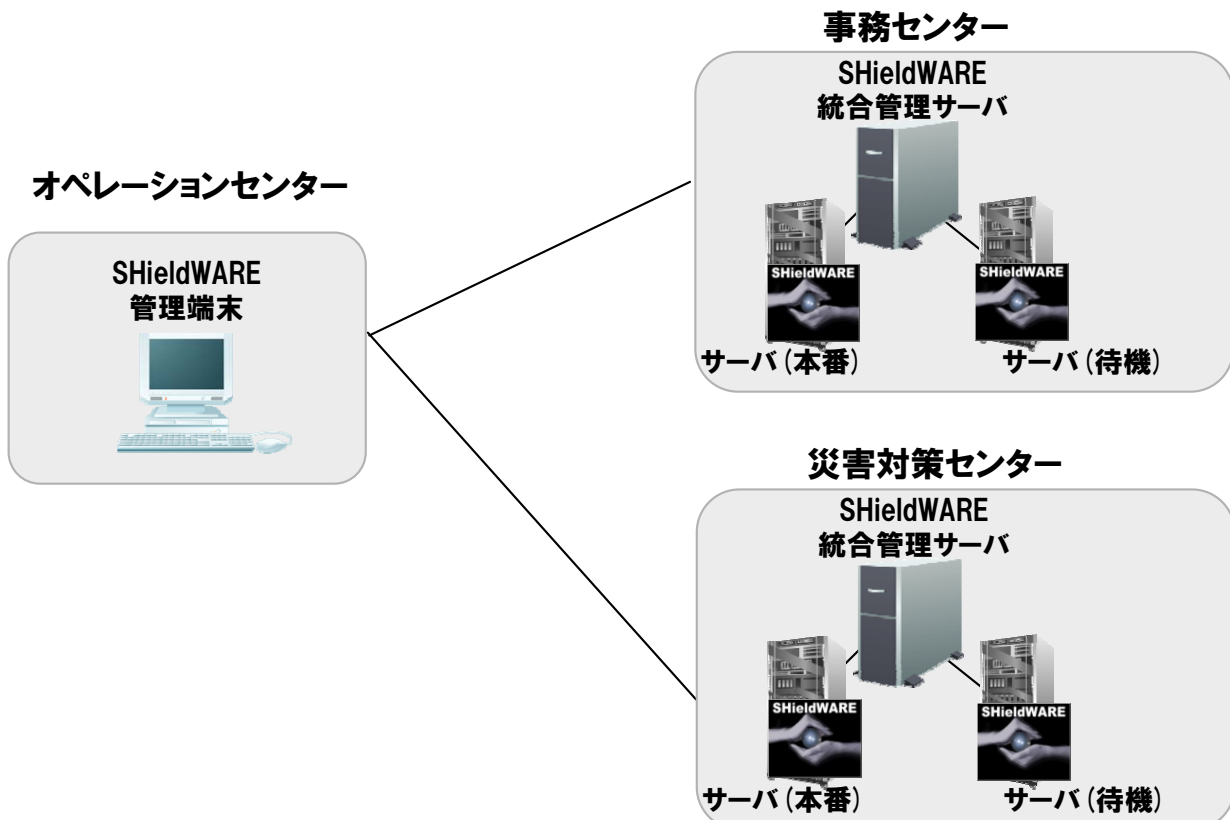 オペレーションセンター
SHieldWARE
管理端末
事務センター
SHieldWARE
統合管理サーバ
SHieldWARE
SHieldWARE
サーバ(本番)
サーバ(待機)
災害対策センター
SHieldWARE
統合管理サーバ
SHieldWARE
SHieldWARE
サーバ(本番)
サーバ(待機)